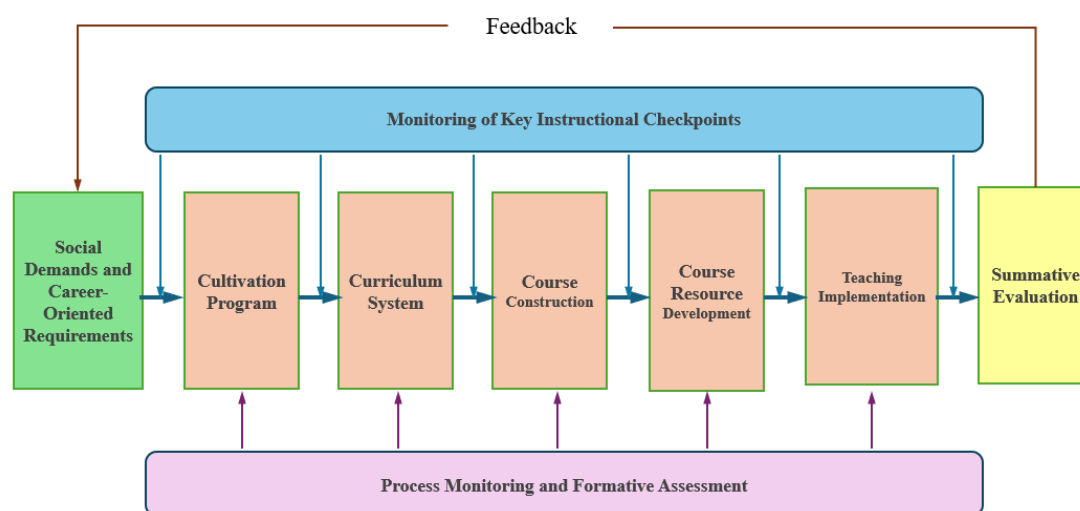 Feedback
Monitoring of Key Instructional Checkpoints
Social
Demands and
Career-
Oriented
Requirements
Cultivation
Program
Curriculum
System
Course
Construction
Course
Resource
Development
Teaching
Implementation
Summative
Evaluation
Process Monitoring and Formative Assessment